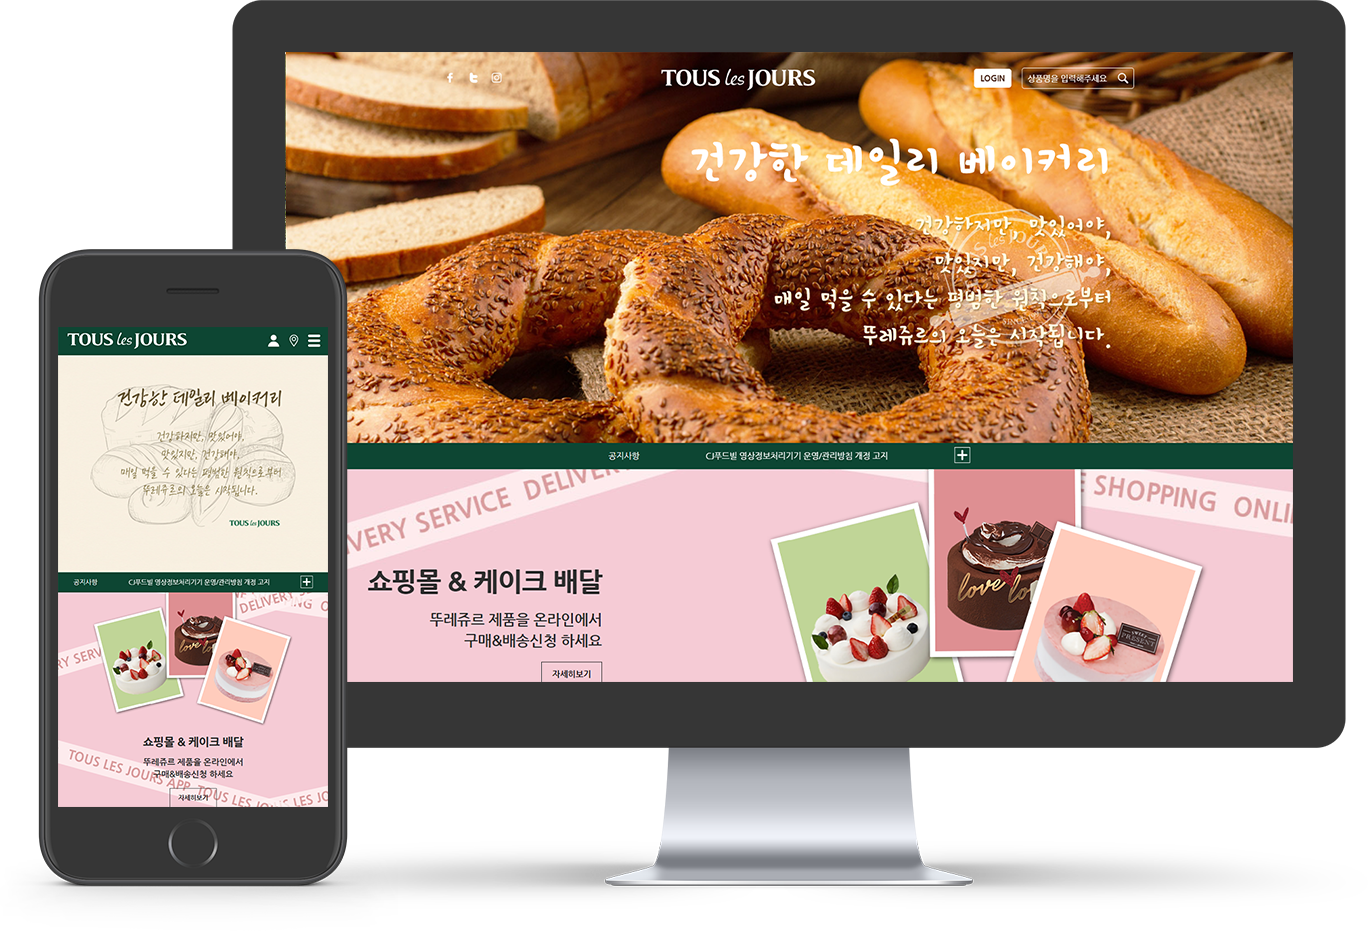 TOUS les JOURS
LOGIN
상품명을 입력해주세요
건강한 데일리 베이커리
건강하지만, 맛있어야,
맛있지만, 건강해야,
매일 먹을 수 있다는 평범한 원칙으로부터
뚜레쥬르의 오늘은 시작됩니다.
공지사항
CJ푸드빌 영상정보처리기기 운영/관리방침 개정 고지
VERY SERVICE DELIVER
SHOPPING ONLI
쇼핑몰 & 케이크 배달
뚜레쥬르 제품을 온라인에서
구매&배송신청 하세요
자세히보기
love lo
PRESENT
TOUS les JOURS
건강한 데일리 베이커리
건강하지만, 맛있어야,
맛있지만, 건강해야,
매일 먹을 수 있다는 평범한 원칙으로부터
뚜레쥬르의 오늘은 시작됩니다.
TOUS les JOURS
공지사항
CJ푸드빌 영상정보처리기기 운영/관리방침 개정 고지
DELIVERY S
RY SERV
love lo
쇼핑몰 & 케이크 배달
뚜레쥬르 제품을 온라인에서
구매&배송신청 하세요
TOUS LES JOURS APP TOUS LES JO
LES JO
자세히보기